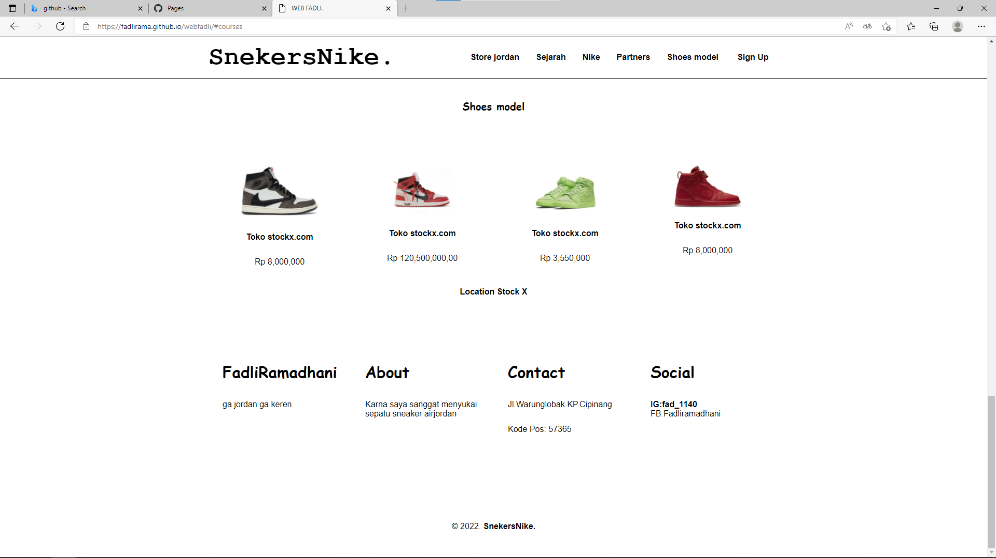 github - Search
Pages
WEB FADLI.
https://fadlirama.github.io/webfadli/#courses
SnekersNike.
Store jordan Sejarah Nike Partners Shoes model Sign Up
Shoes model
Toko stockx.com Toko stockx.com Toko stockx.com Toko stockx.com
Rp 8,000,000 Rp 120,500,000,00 Rp 3,550,000 Rp 8,000,000
Location Stock X
FadliRamadhani About Contact Social
ga jordan ga keren
Karna saya sanggat menyukai
sepatu sneaker airjordan
Jl Warunglobak KP.Cipinang
Kode Pos: 57365
IG:fad_1140
FB.Fadliramadhani
© 2022. SnekersNike.